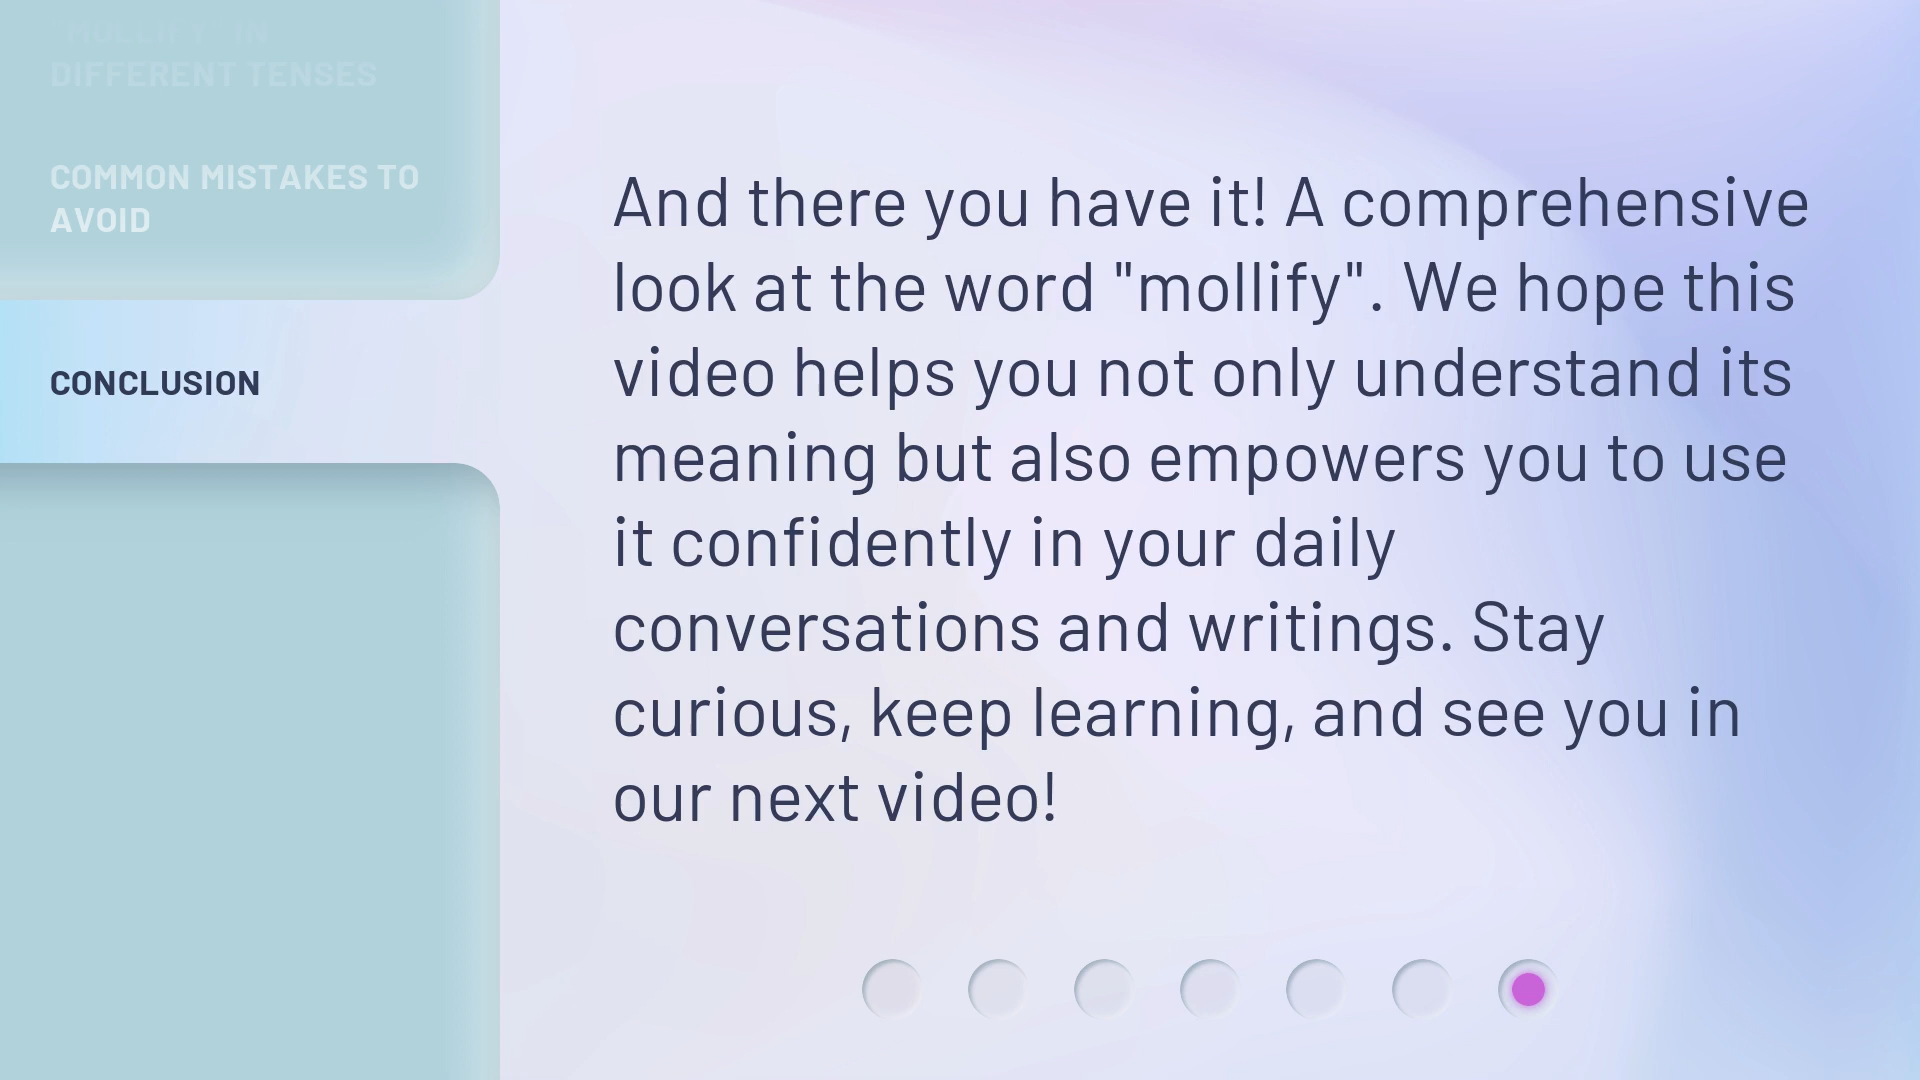 "MOLLIFY" IN
DIFFERENT TENSES
COMMON MISTAKES TO
AVOID
CONCLUSION
And there you have it! A comprehensive
look at the word "mollify". We hope this
video helps you not only understand its
meaning but also empowers you to use
it confidently in your daily
conversations and writings. Stay
curious, keep learning, and see you in
our next video!